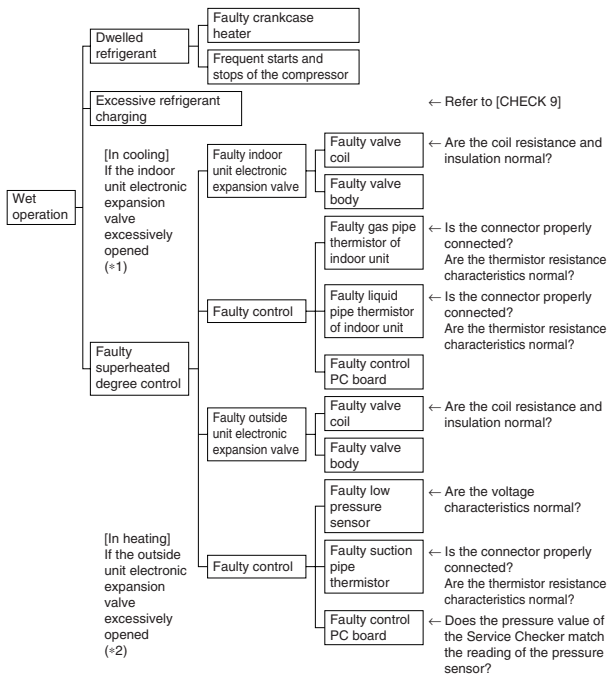 Wet
operation
Dwelled
refrigerant
Faulty crankcase
heater
Frequent starts and
stops of the compressor
Excessive refrigerant
charging
← Refer to [CHECK 9]
[In cooling]
If the indoor
unit electronic
expansion
valve
excessively
opened
(*1)
Faulty
superheated
degree control
[In heating]
If the outside
unit electronic
expansion
valve
excessively
opened
(*2)
Faulty indoor
unit electronic
expansion valve
Faulty valve
coil
← Are the coil resistance and
insulation normal?
Faulty valve
body
Faulty control
Faulty gas pipe
thermistor of
indoor unit
← Is the connector properly
connected?
Are the thermistor resistance
characteristics normal?
Faulty liquid
pipe thermistor
of indoor unit
← Is the connector properly
connected?
Are the thermistor resistance
characteristics normal?
Faulty control
PC board
Faulty outside
unit electronic
expansion valve
Faulty valve
coil
← Are the coil resistance and
insulation normal?
Faulty valve
body
Faulty control
Faulty low
pressure
sensor
← Are the voltage
characteristics normal?
Faulty suction
pipe
thermistor
← Is the connector properly
connected?
Are the thermistor resistance
characteristics normal?
Faulty control
PC board
← Does the pressure value of
the Service Checker match
the reading of the pressure
sensor?